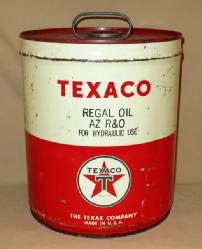 TEXACO
REGAL OIL
AZ R&O
FOR HYDRAULIC USE
TEXACO
T
THE TEXAS COMPANY
MADE IN U.S.A.